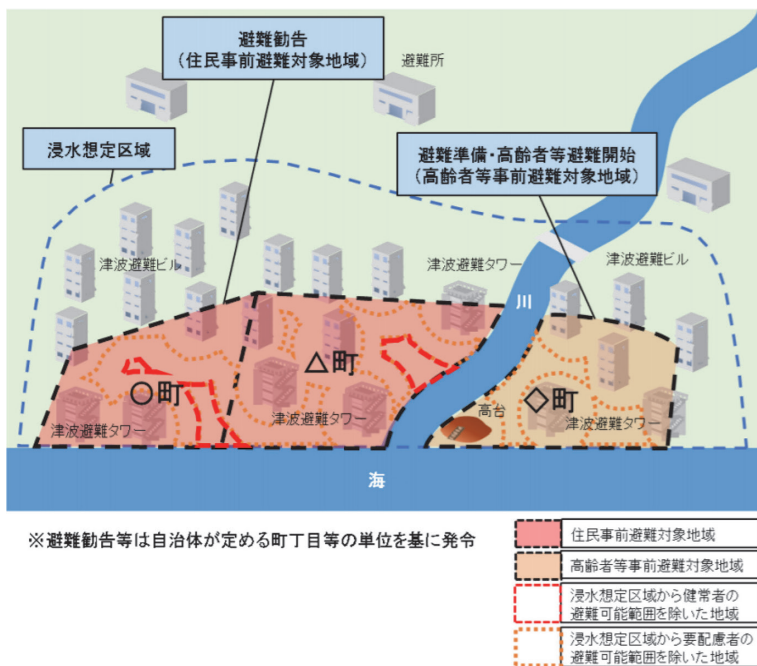 避難勧告
（住民事前避難対象地域）
避難所
浸水想定区域
避難準備・高齢者等避難開始
（高齢者等事前避難対象地域）
津波避難ビル
津波避難タワー
津波避難ビル
川
△町
○町
高台
◇町
津波避難タワー
津波避難タワー
津波避難タワー
海
※避難勧告等は自治体が定める町丁目等の単位を基に発令
住民事前避難対象地域
高齢者等事前避難対象地域
浸水想定区域から健常者の
避難可能範囲を除いた地域
浸水想定区域から要配慮者の
避難可能範囲を除いた地域